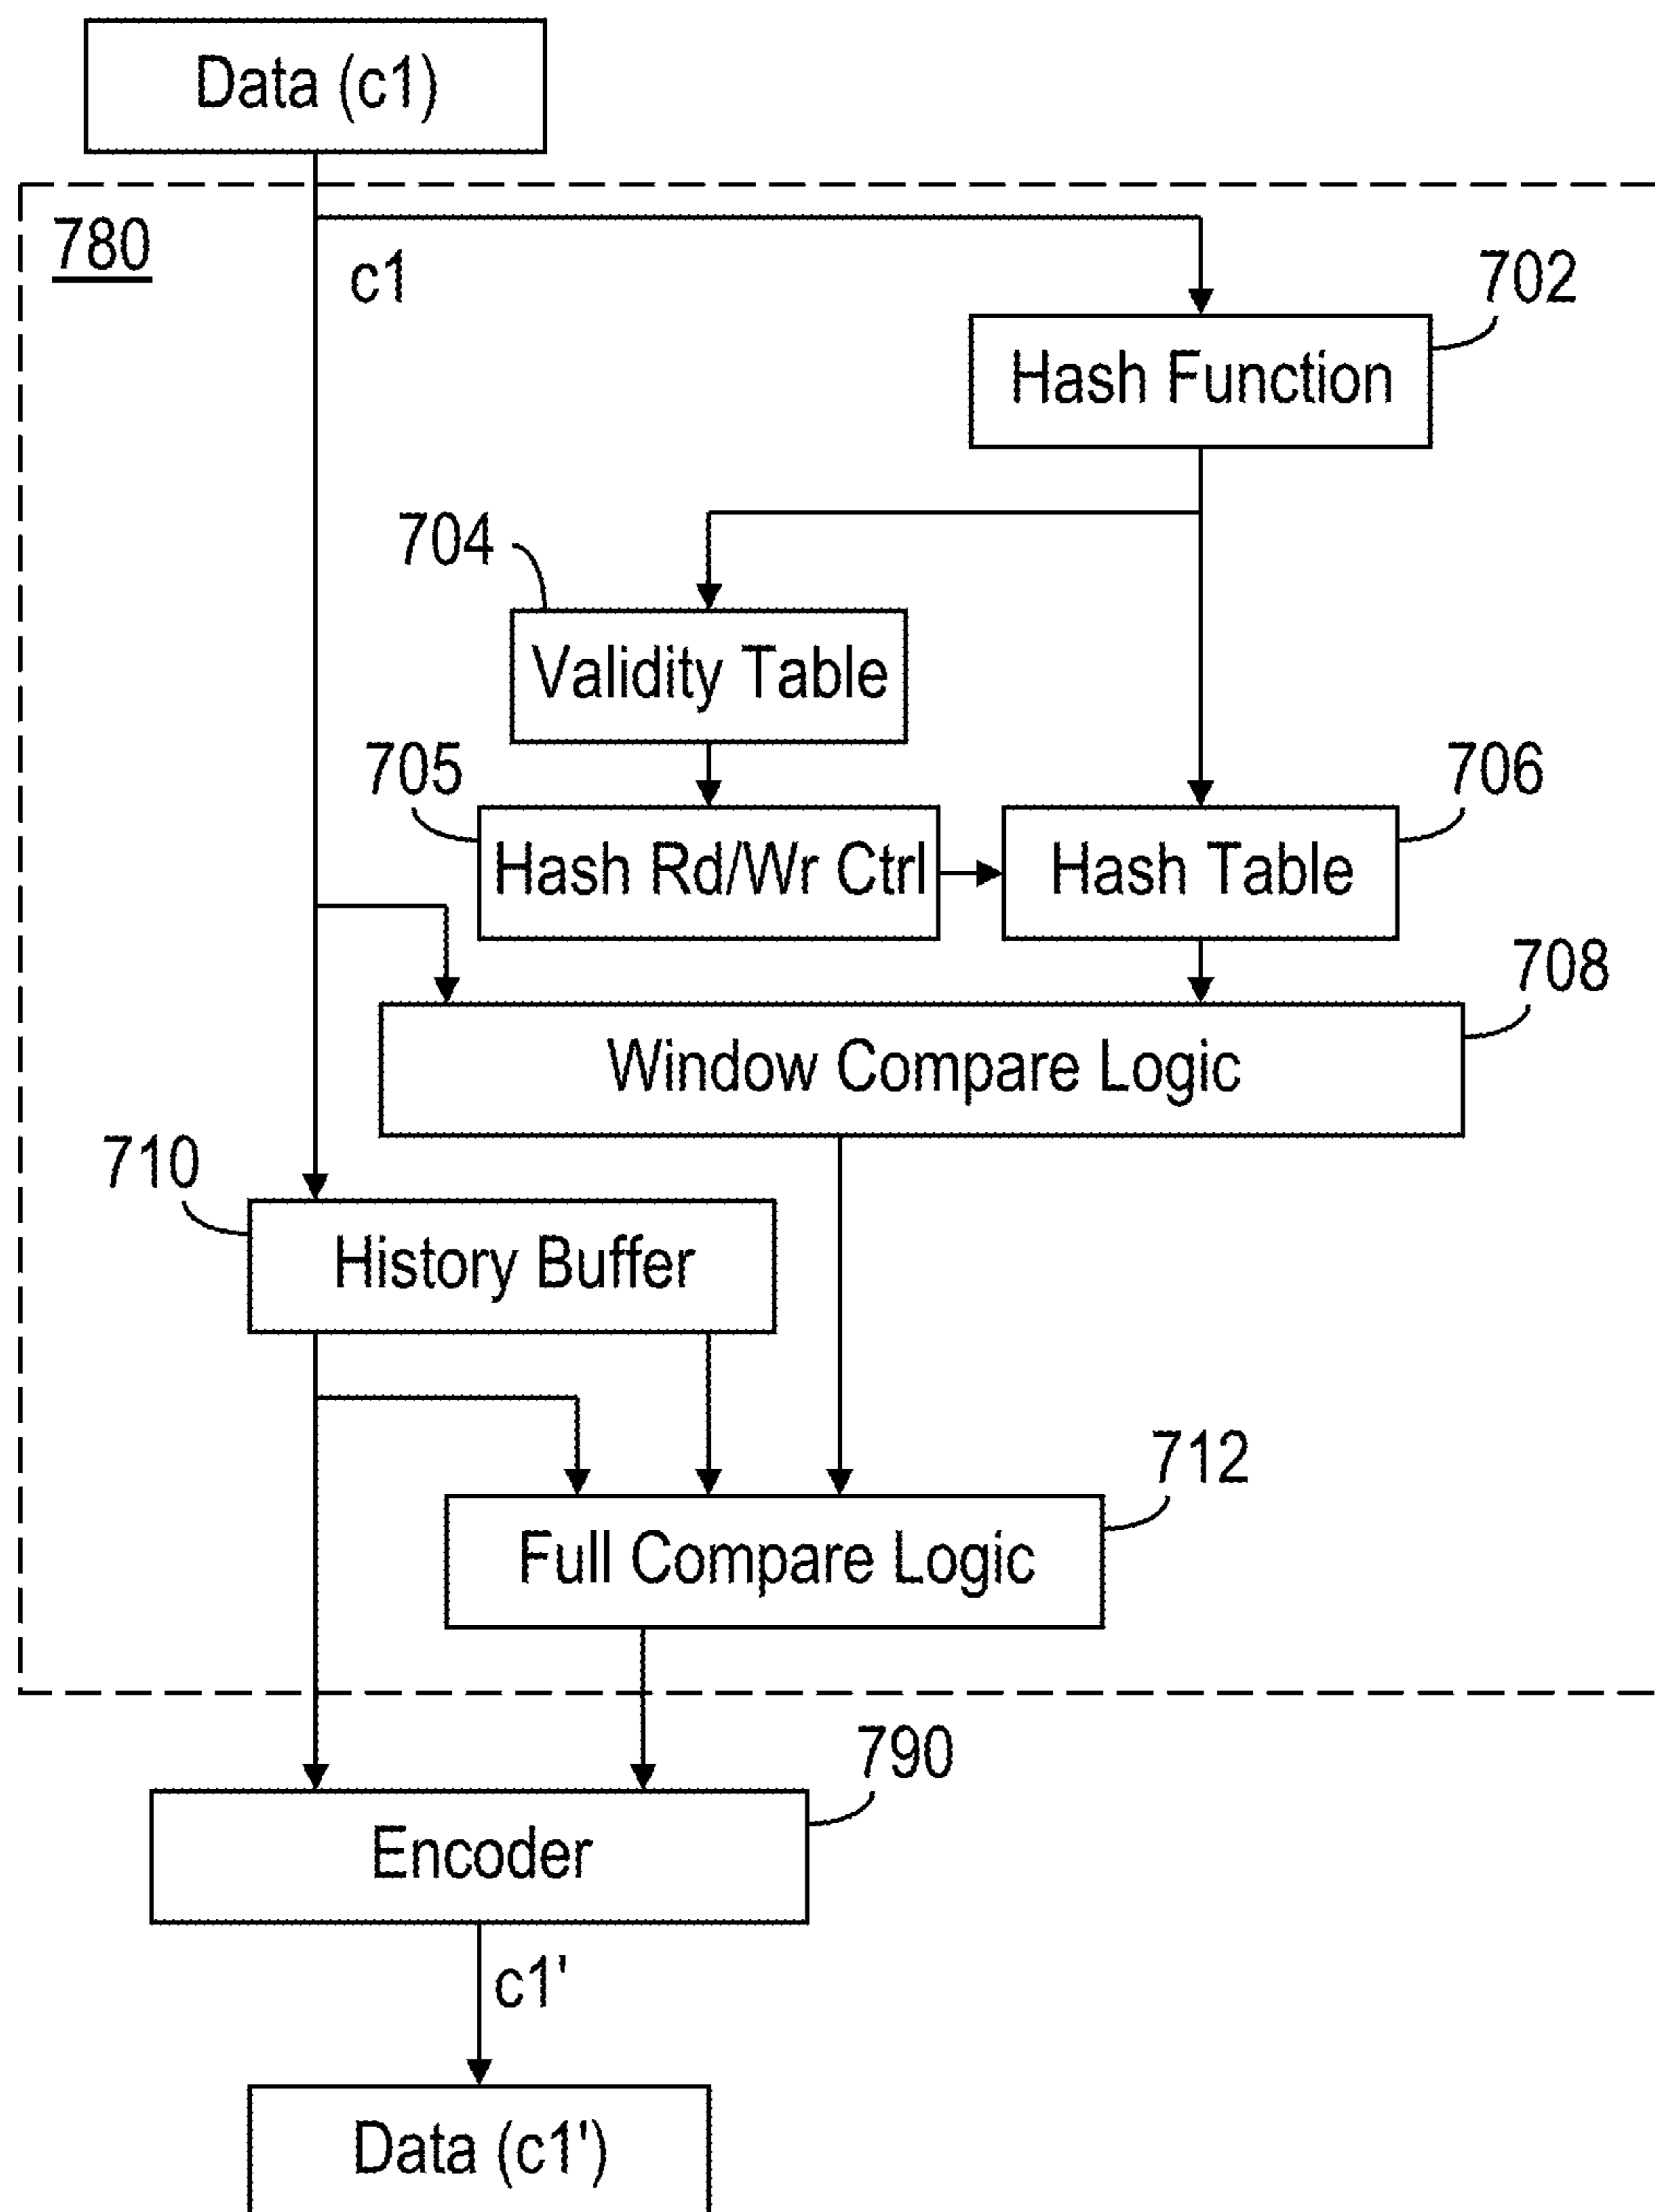 Data (c1)
780
c1
702
Hash Function
704
Validity Table
705
706
Hash Rd/Wr Ctrl
Hash Table
708
Window Compare Logic
710
History Buffer
712
Full Compare Logic
790
Encoder
c1'
Data (c1')